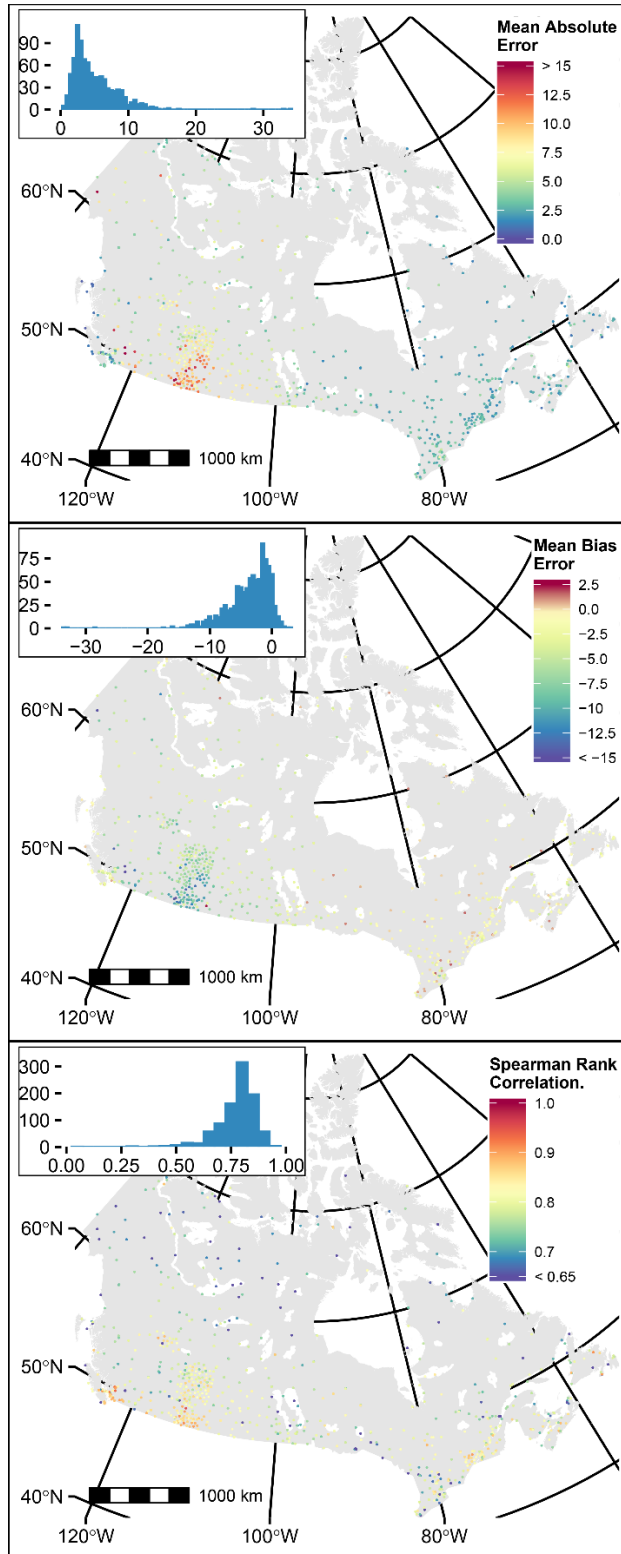 Mean Absolute
Error
> 15
12.5
10.0
7.5
5.0
2.5
0.0
90
60
30
0
0 10 20 30
60°N
50°N
40°N
1000 km
120°W 100°W 80°W
Mean Bias
Error
2.5
0.0
−2.5
−5.0
−7.5
−10
−12.5
< −15
75
50
25
0
−30 −20 −10 0
60°N
50°N
40°N
1000 km
120°W 100°W 80°W
Spearman Rank
Correlation.
1.0
0.9
0.8
0.7
< 0.65
300
200
100
0
0.00 0.25 0.50 0.75 1.00
60°N
50°N
40°N
1000 km
120°W 100°W 80°W